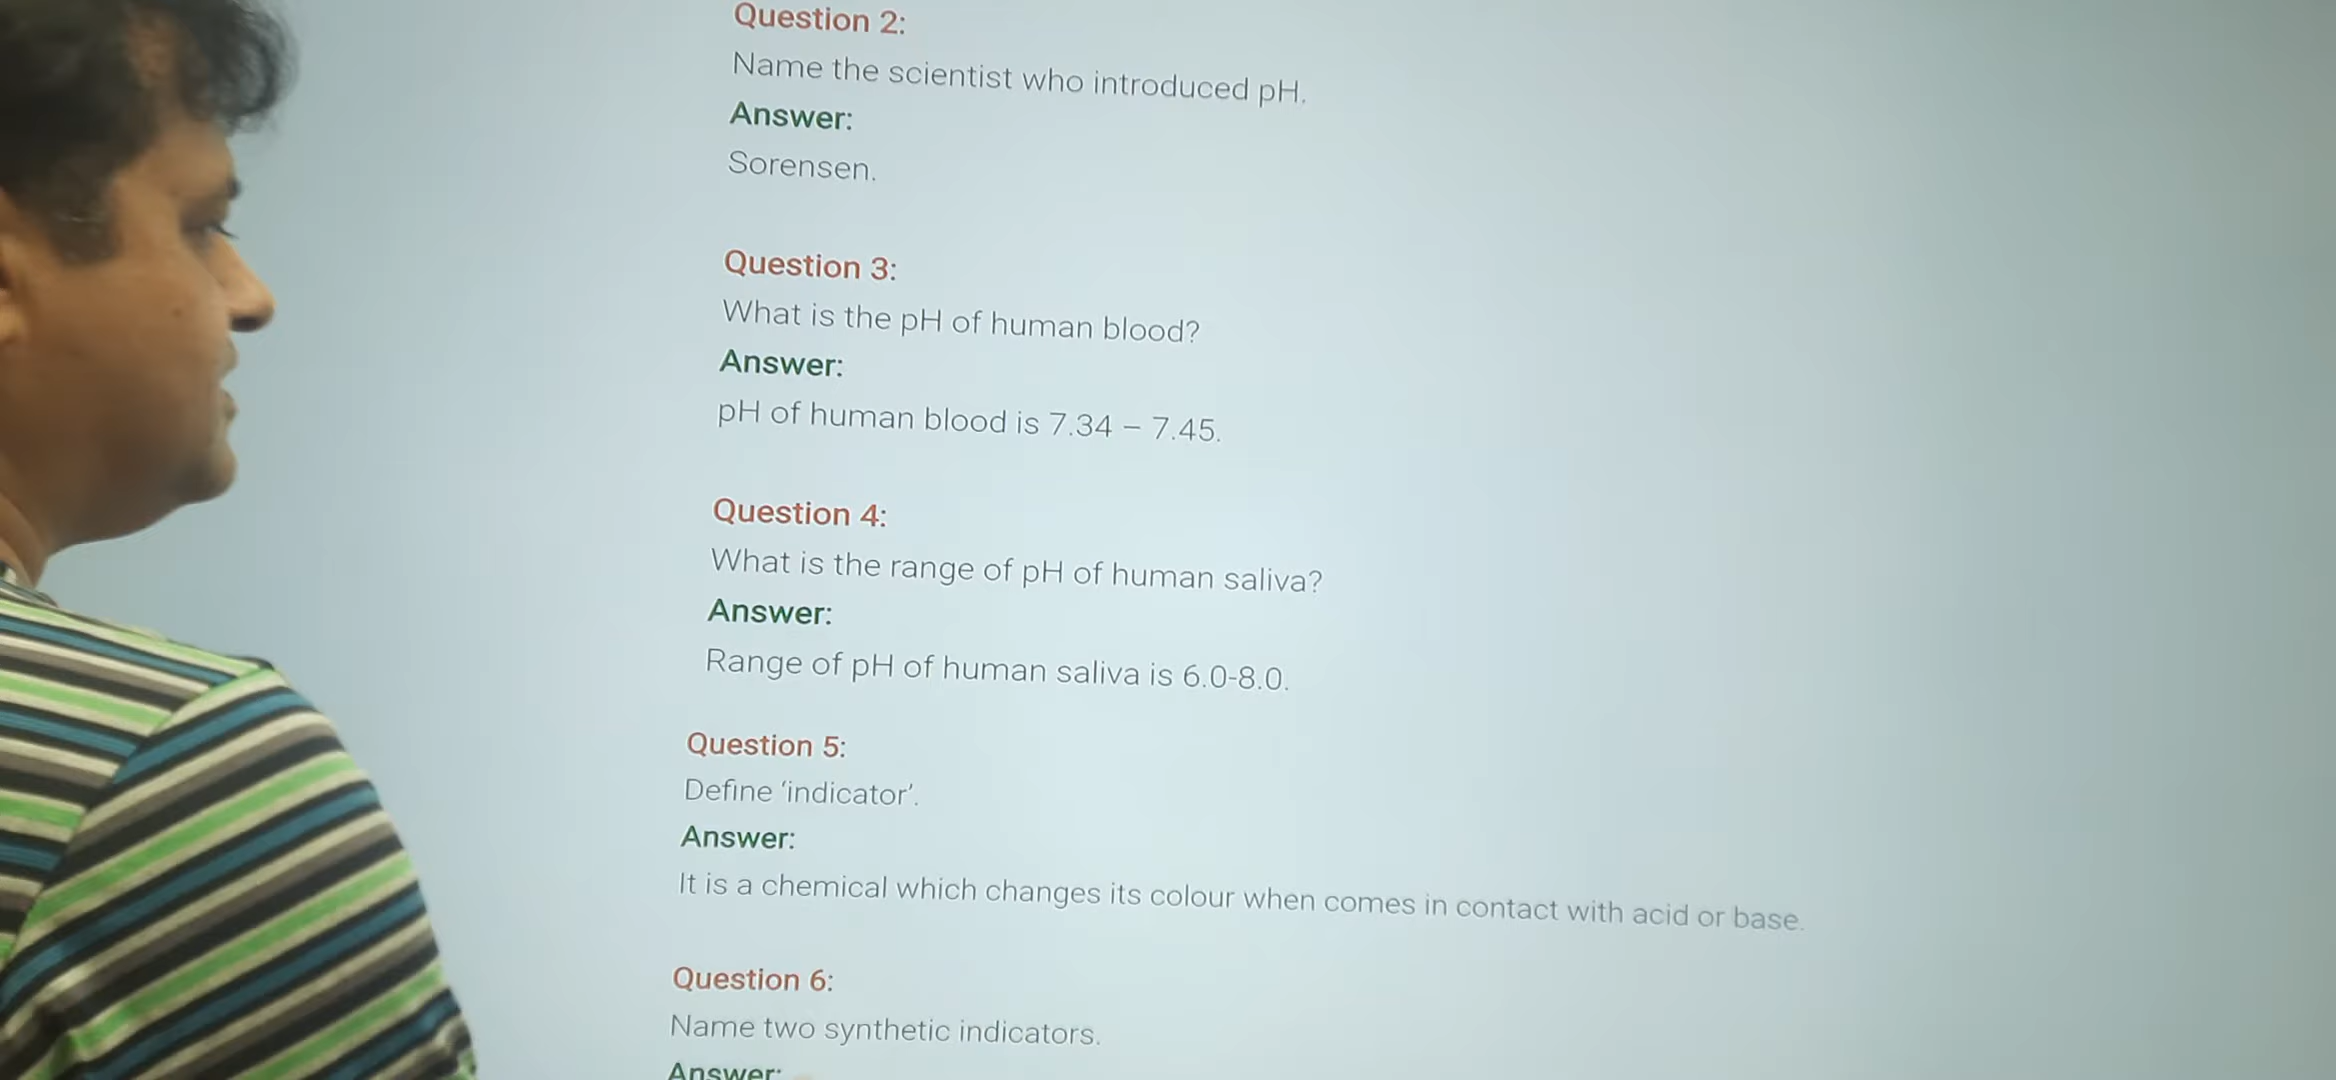 Question 2:
Name the scientist who introduced pH.
Answer:
Sorensen.
Question 3:
What is the pH of human blood?
Answer:
pH of human blood is 7.34 – 7.45.
Question 4:
What is the range of pH of human saliva?
Answer:
Range of pH of human saliva is 6.0-8.0.
Question 5:
Define ‘indicator’.
Answer:
It is a chemical which changes its colour when comes in contact with acid or base.
Question 6:
Name two synthetic indicators.
Answer: